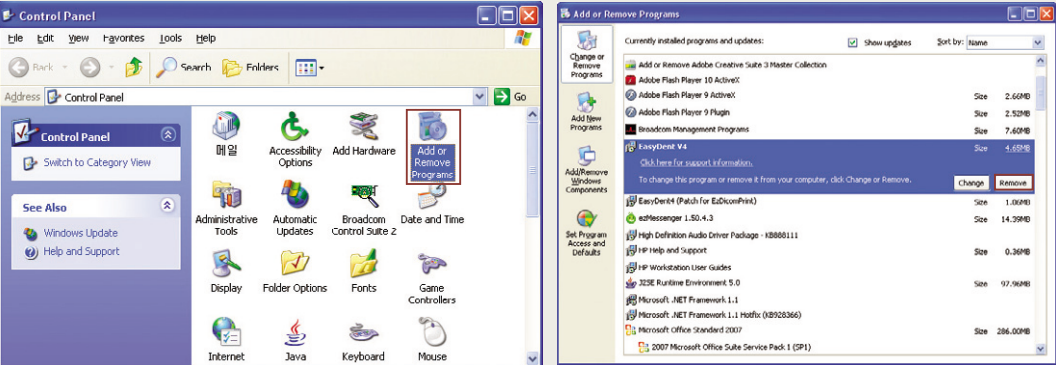 Control Panel
File Edit View Favorites Tools Help
Back Search Folders
Address Control Panel Go
Control Panel
Switch to Category View
See Also
Windows Update
Help and Support
메일
Accessibility Options
Add Hardware
Add or Remove Programs
Administrative Tools
Automatic Updates
Broadcom Control Suite 2
Date and Time
Display
Folder Options
Fonts
Game Controllers
Internet
Java
Keyboard
Mouse
Add or Remove Programs
Change or Remove Programs
Add New Programs
Add/Remove Windows Components
Set Program Access and Defaults
Currently installed programs and updates: Show updates Sort by: Name
Add or Remove Adobe Creative Suite 3 Master Collection
Adobe Flash Player 10 ActiveX
Adobe Flash Player 9 ActiveX Size 2.66MB
Adobe Flash Player 9 Plugin Size 2.52MB
Broadcom Management Programs Size 7.60MB
EasyDent V4 Size 4.65MB
Click here for support information.
To change this program or remove it from your computer, click Change or Remove. Change Remove
EasyDent4 (Patch for EzDicomPrint) Size 1.06MB
ezMessenger 1.50.4.3 Size 14.39MB
High Definition Audio Driver Package - KB888111
HP Help and Support Size 0.36MB
HP Workstation User Guides
J2SE Runtime Environment 5.0 Size 97.96MB
Microsoft .NET Framework 1.1
Microsoft .NET Framework 1.1 Hotfix (KB928366)
Microsoft Office Standard 2007 Size 286.00MB
2007 Microsoft Office Suite Service Pack 1 (SP1)